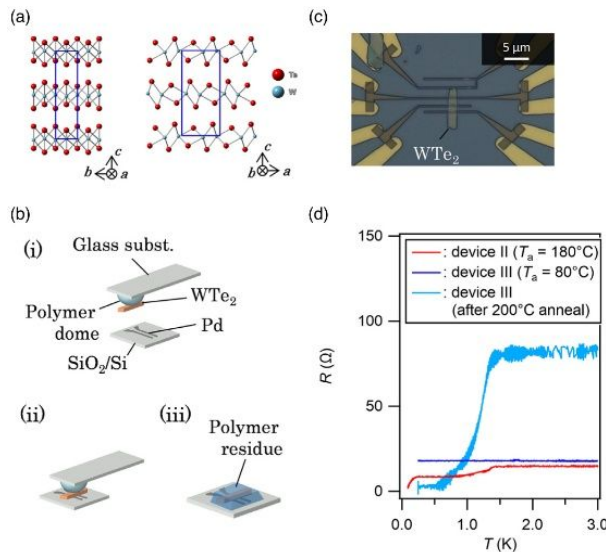 (a)
Te
W
c
b
a
c
b
a
(b)
(i)
Glass subst.
WTe₂
Polymer
dome
Pd
SiO₂/Si
(ii)
(iii)
Polymer
residue
(c)
5 μm
WTe₂
(d)
150
100
50
0
R (Ω)
: device II (Tₐ = 180°C)
: device III (Tₐ = 80°C)
: device III
(after 200°C anneal)
0.0
1.0
2.0
3.0
T (K)